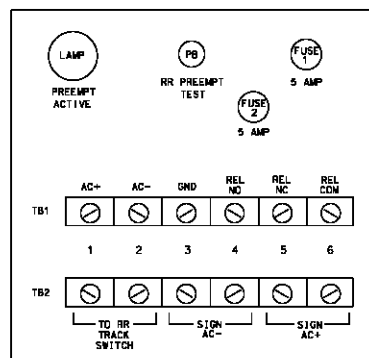 LAMP
PREEMPT
ACTIVE
PB
RR PREEMPT
TEST
FUSE
1
5 AMP
FUSE
2
5 AMP
AC+ AC- GND REL NO REL NC REL COM
TB1
1 2 3 4 5 6
TB2
TO RR
TRACK
SWITCH
SIGN
AC-
SIGN
AC+